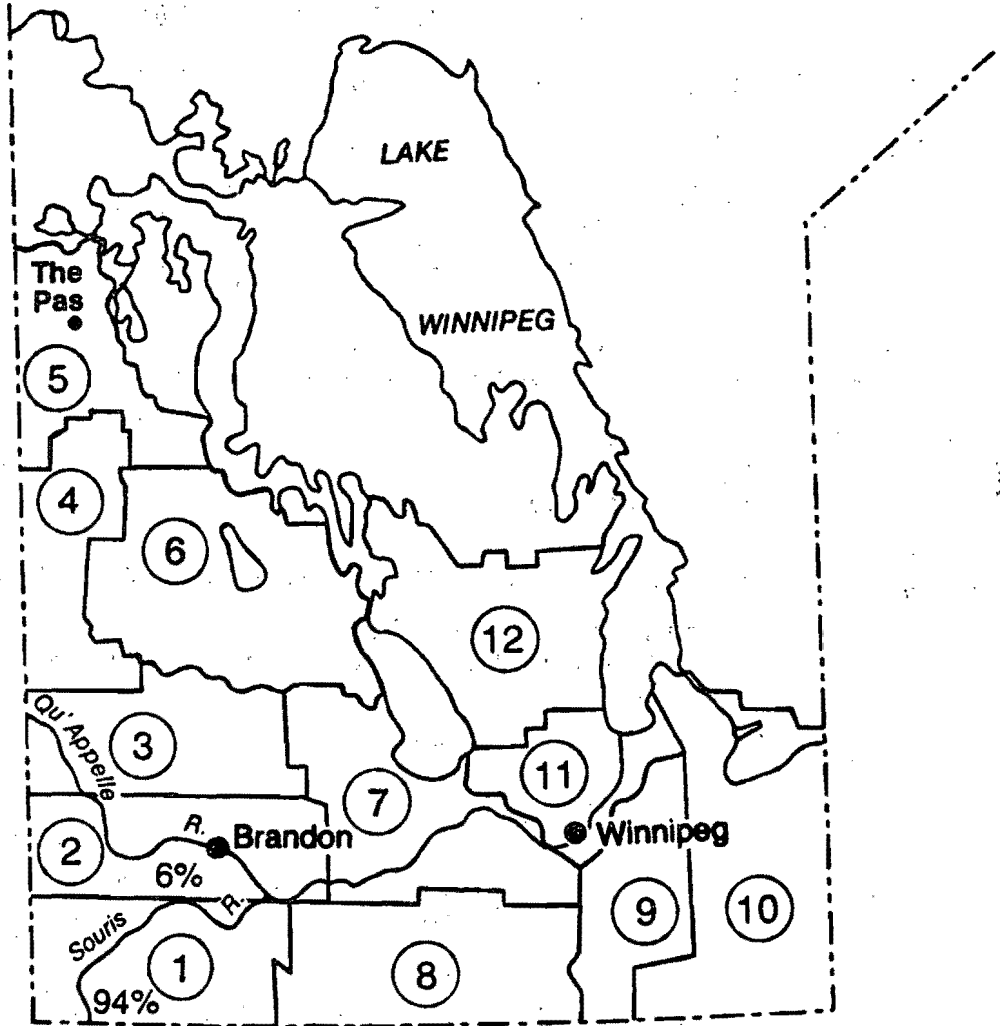 LAKE
WINNIPEG
The
Pas
5
4
6
12
Qu'Appelle
3
11
7
R.
Brandon
Winnipeg
2
6%
R.
9
10
Souris
1
8
94%